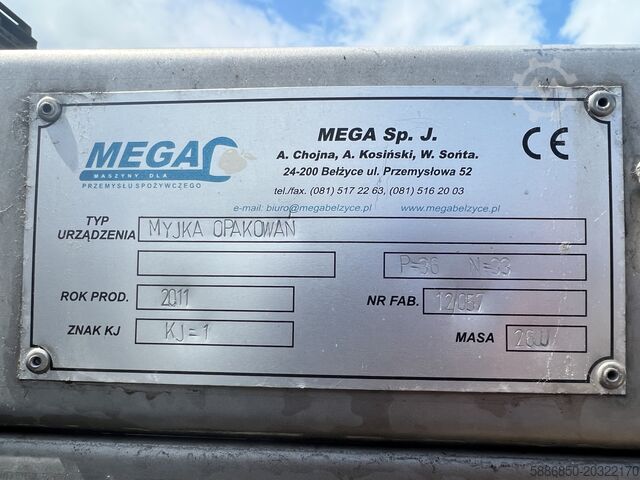 MEGA
MASZYNY DLA
PRZEMYSŁU SPOŻYWCZEGO
MEGA Sp. J.
A. Chojna, A. Kosiński, W. Sońta.
24-200 Bełżyce ul. Przemysłowa 52
tel./fax. (081) 517 22 63, (081) 516 20 03
e-mail: biuro@megabelzyce.pl www.megabelzyce.pl
CE
TYP URZĄDZENIA MYJKA OPAKOWAŃ
P=36 N=33
ROK PROD. 2011 NR FAB. 12/057
ZNAK KJ KJ=1 MASA
5886850-20322170